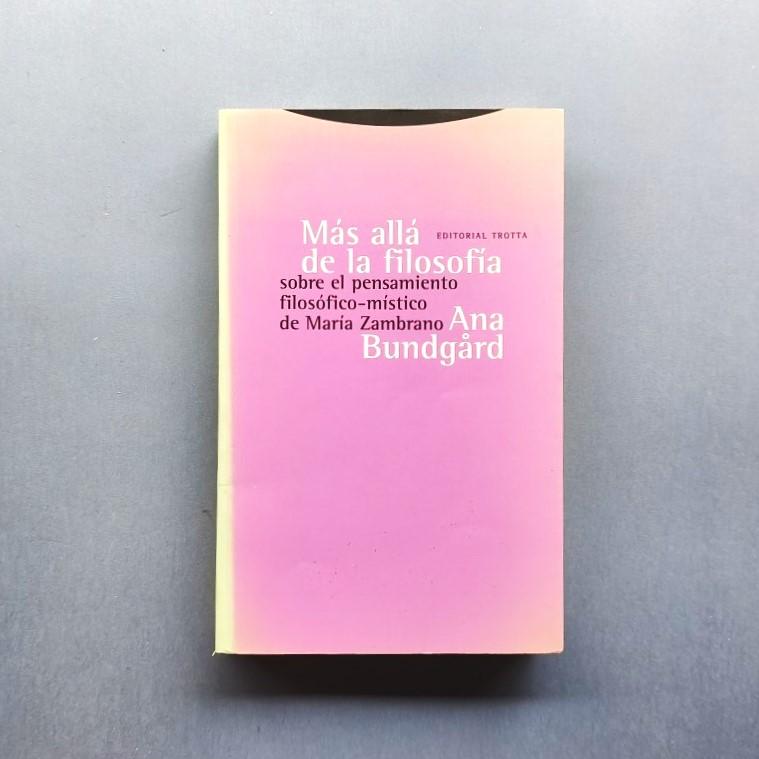 Más allá EDITORIAL TROTTA
de la filosofía
sobre el pensamiento
filosófico-místico
de María Zambrano Ana
Bundgård